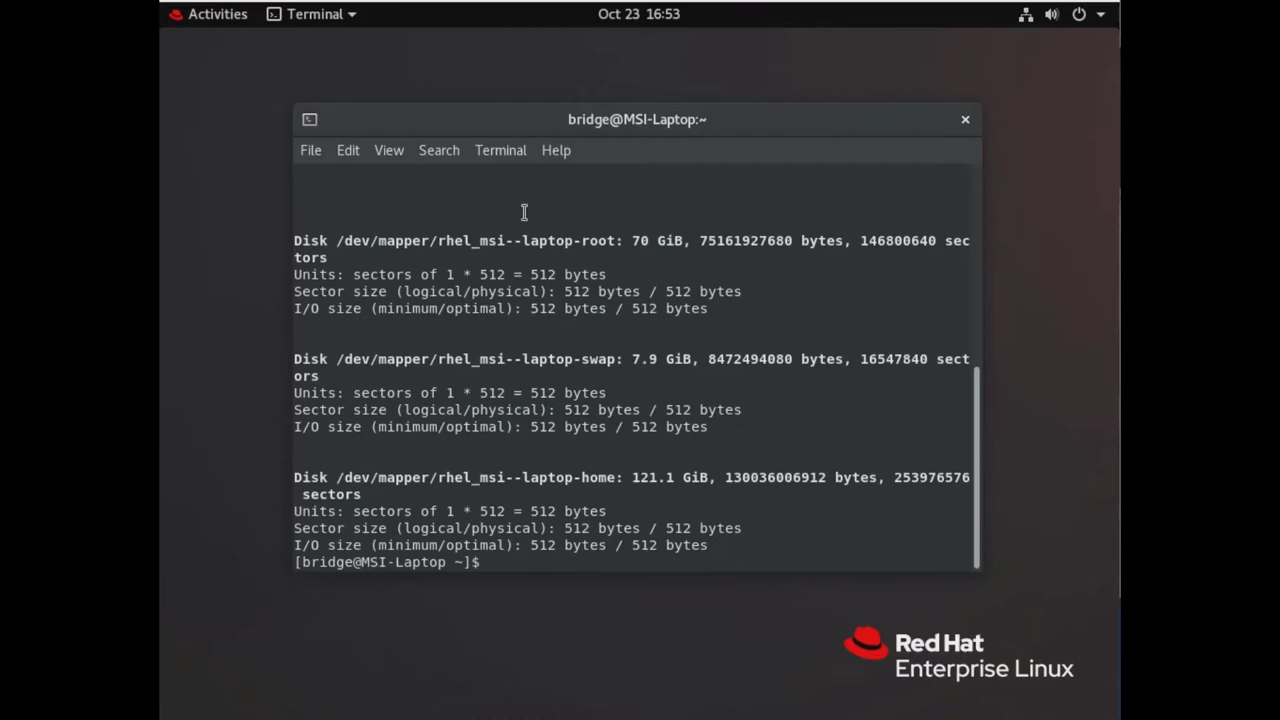 Activities Terminal Oct 23 16:53
bridge@MSI-Laptop:~ ×
File Edit View Search Terminal Help
Disk /dev/mapper/rhel_msi--laptop-root: 70 GiB, 75161927680 bytes, 146800640 sec
tors
Units: sectors of 1 * 512 = 512 bytes
Sector size (logical/physical): 512 bytes / 512 bytes
I/O size (minimum/optimal): 512 bytes / 512 bytes
Disk /dev/mapper/rhel_msi--laptop-swap: 7.9 GiB, 8472494080 bytes, 16547840 sect
ors
Units: sectors of 1 * 512 = 512 bytes
Sector size (logical/physical): 512 bytes / 512 bytes
I/O size (minimum/optimal): 512 bytes / 512 bytes
Disk /dev/mapper/rhel_msi--laptop-home: 121.1 GiB, 130036006912 bytes, 253976576
 sectors
Units: sectors of 1 * 512 = 512 bytes
Sector size (logical/physical): 512 bytes / 512 bytes
I/O size (minimum/optimal): 512 bytes / 512 bytes
[bridge@MSI-Laptop ~]$
Red Hat
Enterprise Linux